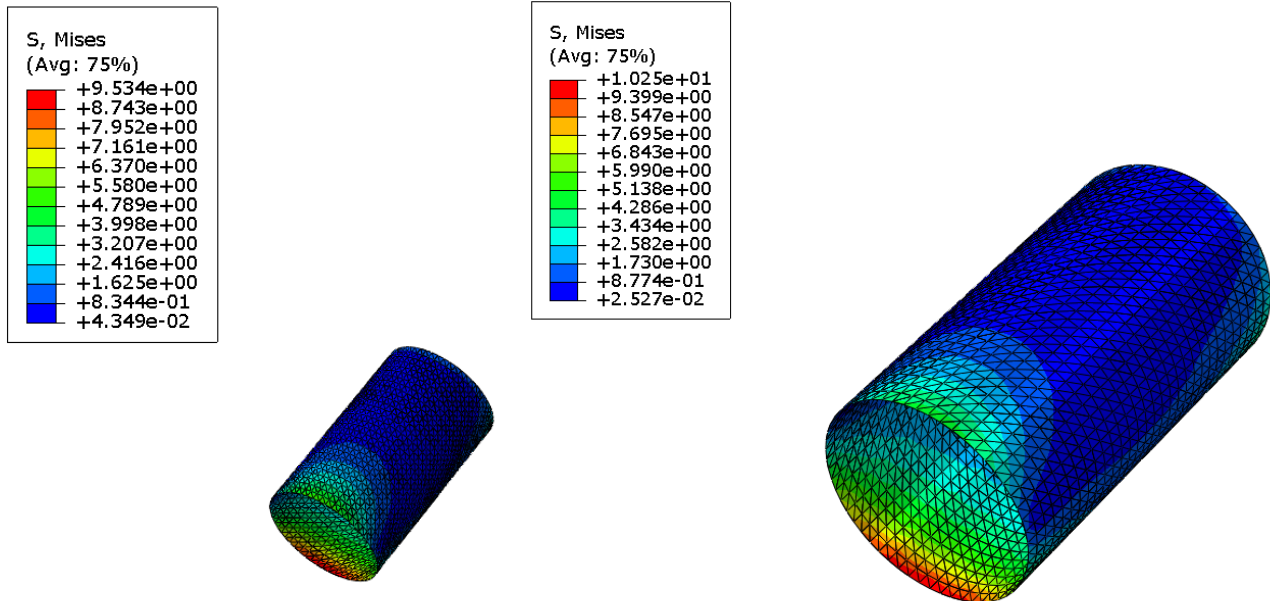 S, Mises
(Avg: 75%)
+9.534e+00
+8.743e+00
+7.952e+00
+7.161e+00
+6.370e+00
+5.580e+00
+4.789e+00
+3.998e+00
+3.207e+00
+2.416e+00
+1.625e+00
+8.344e-01
+4.349e-02
S, Mises
(Avg: 75%)
+1.025e+01
+9.399e+00
+8.547e+00
+7.695e+00
+6.843e+00
+5.990e+00
+5.138e+00
+4.286e+00
+3.434e+00
+2.582e+00
+1.730e+00
+8.774e-01
+2.527e-02